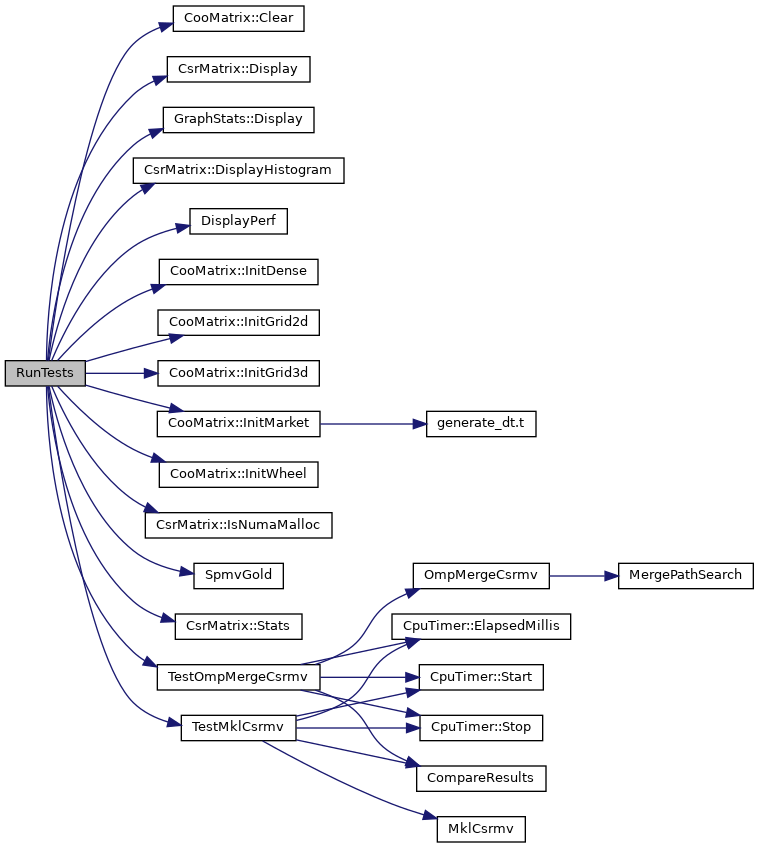 CooMatrix::Clear
CsrMatrix::Display
GraphStats::Display
CsrMatrix::DisplayHistogram
DisplayPerf
CooMatrix::InitDense
CooMatrix::InitGrid2d
RunTests
CooMatrix::InitGrid3d
CooMatrix::InitMarket
generate_dt.t
CooMatrix::InitWheel
CsrMatrix::IsNumaMalloc
SpmvGold
OmpMergeCsrmv
MergePathSearch
CsrMatrix::Stats
CpuTimer::ElapsedMillis
TestOmpMergeCsrmv
CpuTimer::Start
TestMklCsrmv
CpuTimer::Stop
CompareResults
MklCsrmv